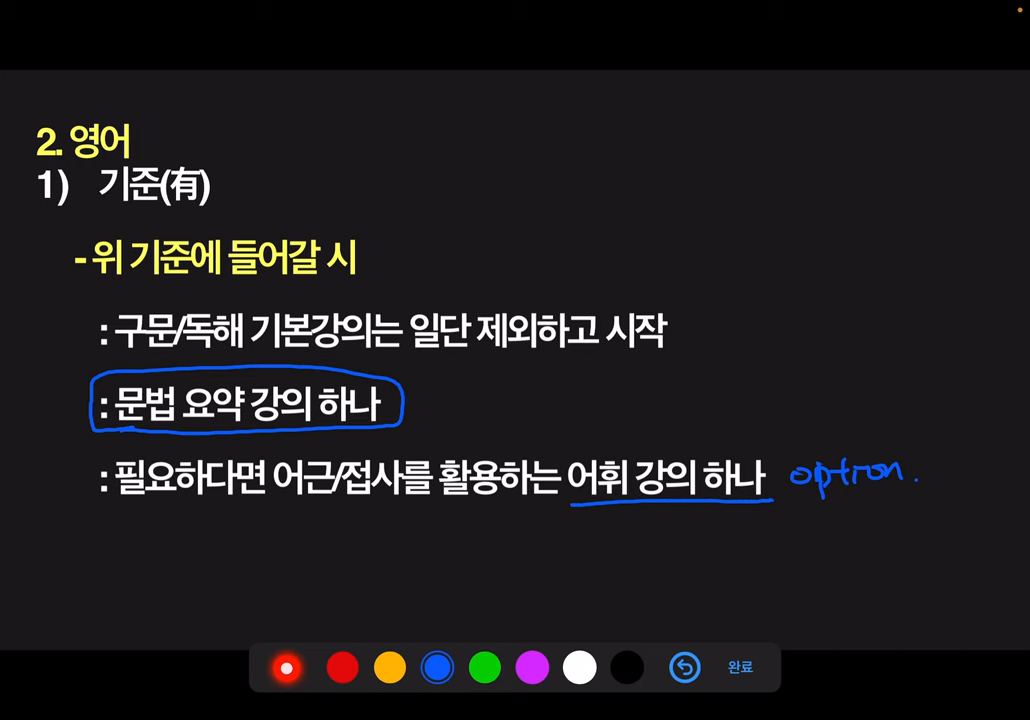 2. 영어
1) 기준(有)
- 위 기준에 들어갈 시
: 구문/독해 기본강의는 일단 제외하고 시작
: 문법 요약 강의 하나
: 필요하다면 어근/접사를 활용하는 어휘 강의 하나 option.
완료